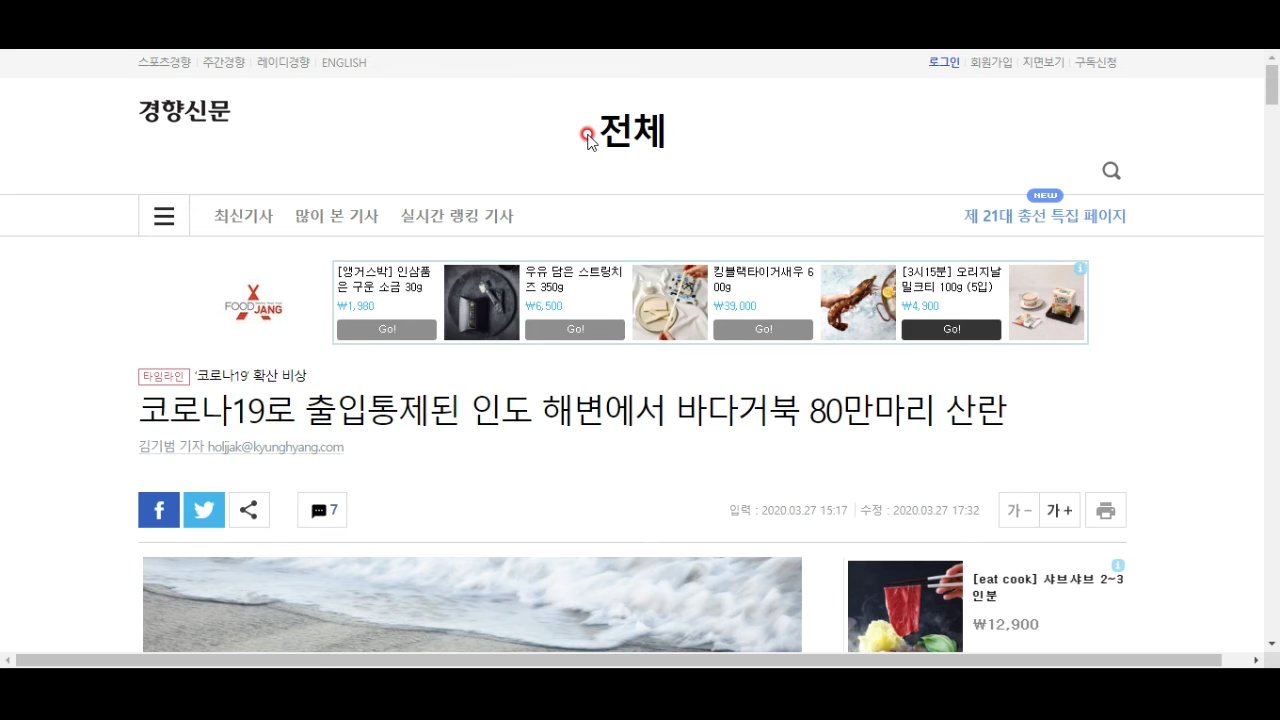 스포츠경향 주간경향 레이디경향 ENGLISH
로그인 회원가입 지면보기 구독신청
경향신문
전체
NEW
최신기사 많이 본 기사 실시간 랭킹 기사
제 21대 총선 특집 페이지
FOOD JANG
[앵거스박] 인삼품
은 구운 소금 30g
₩1,980
Go!
우유 담은 스트링치
즈 350g
₩6,500
Go!
킹블랙타이거새우 6
00g
₩39,000
Go!
[3시15분] 오리지날
밀크티 100g (5입)
₩4,900
Go!
타임라인 '코로나19' 확산 비상
코로나19로 출입통제된 인도 해변에서 바다거북 80만마리 산란
김기범 기자 holjjak@kyunghyang.com
f
7
입력 : 2020.03.27 15:17 수정 : 2020.03.27 17:32
가 - 가 +
[eat cook] 샤브샤브 2~3
인분
₩12,900